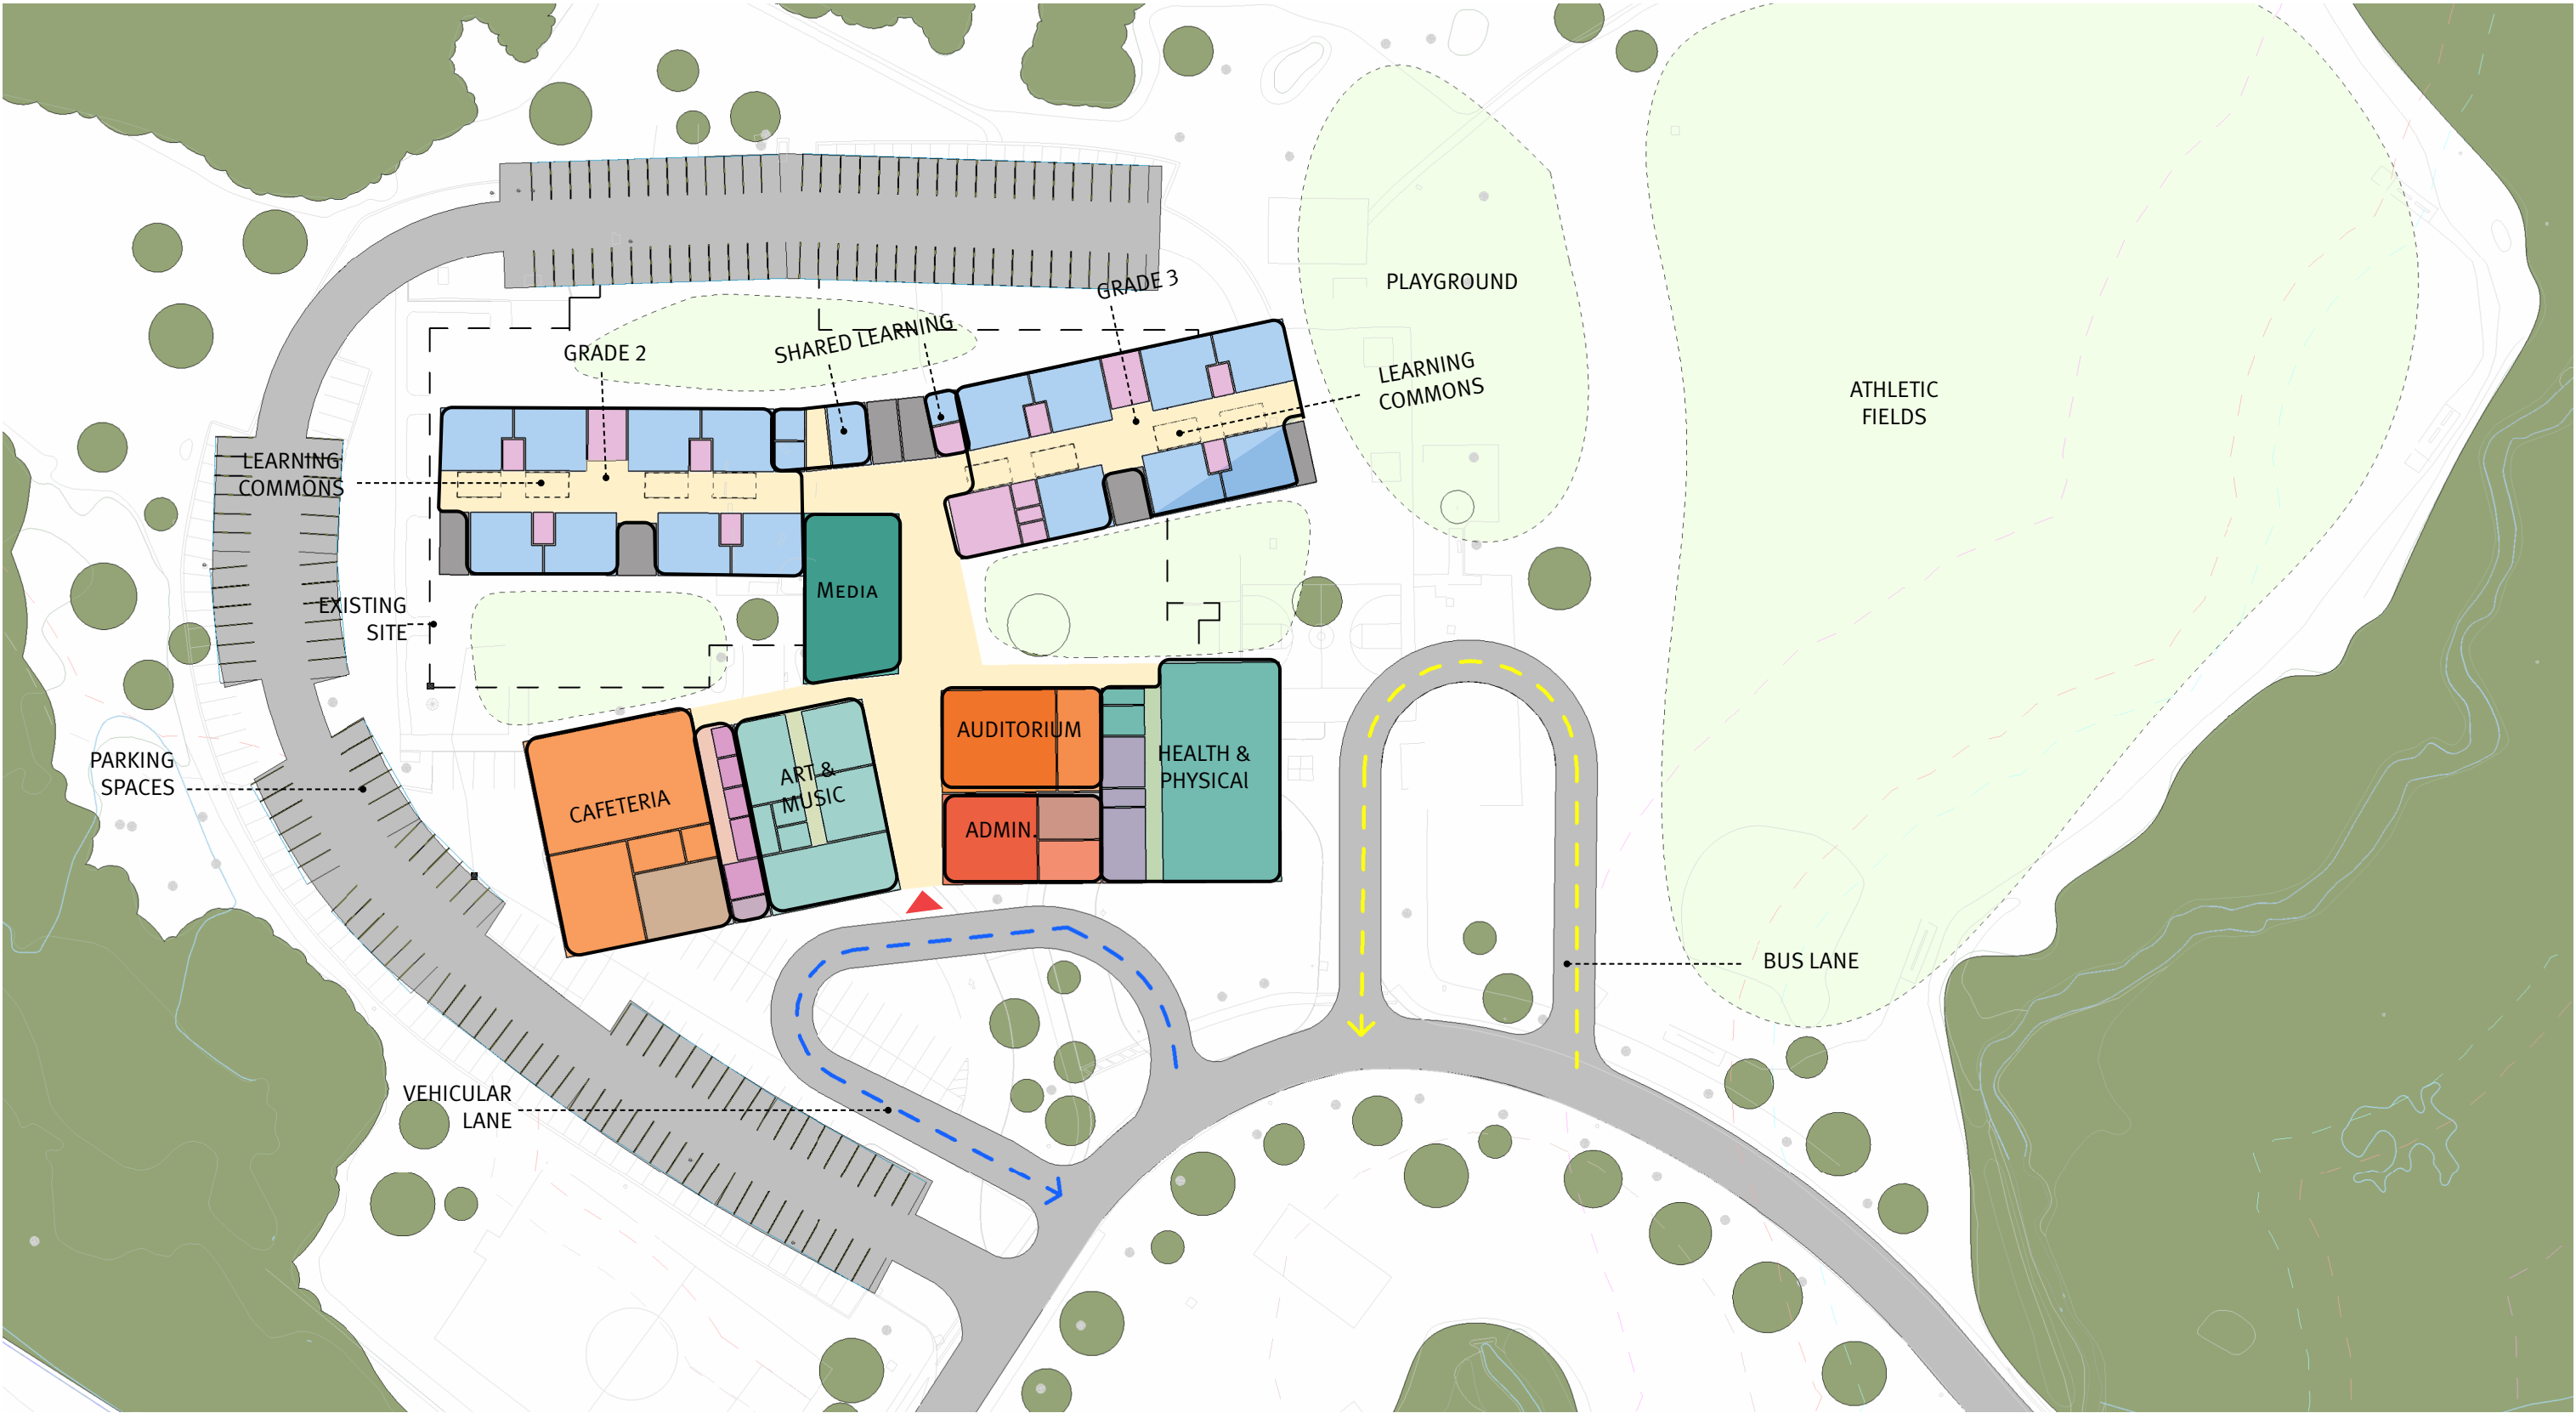 GRADE 3
PLAYGROUND
SHARED LEARNING
GRADE 2
LEARNING
COMMONS
ATHLETIC
FIELDS
LEARNING
COMMONS
MEDIA
EXISTING
SITE
AUDITORIUM
HEALTH &
PHYSICAl
PARKING
SPACES
ART &
MUSIC
CAFETERIA
ADMIN.
BUS LANE
VEHICULAR
LANE